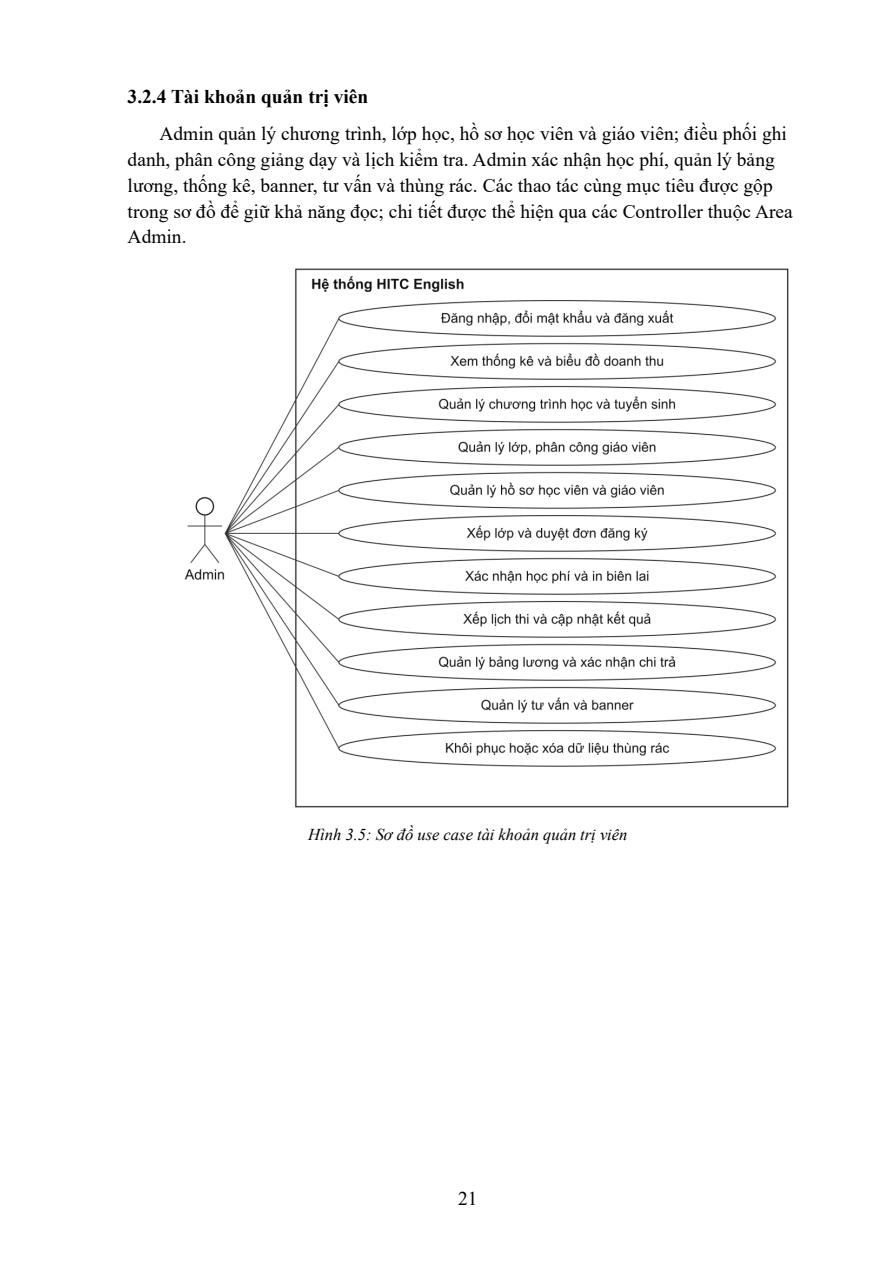 3.2.4 Tài khoản quản trị viên
Admin quản lý chương trình, lớp học, hồ sơ học viên và giáo viên; điều phối ghi
danh, phân công giảng dạy và lịch kiểm tra. Admin xác nhận học phí, quản lý bảng
lương, thống kê, banner, tư vấn và thùng rác. Các thao tác cùng mục tiêu được gộp
trong sơ đồ để giữ khả năng đọc; chi tiết được thể hiện qua các Controller thuộc Area
Admin.
Hệ thống HITC English
Đăng nhập, đổi mật khẩu và đăng xuất
Xem thống kê và biểu đồ doanh thu
Quản lý chương trình học và tuyển sinh
Quản lý lớp, phân công giáo viên
Quản lý hồ sơ học viên và giáo viên
Xếp lớp và duyệt đơn đăng ký
Admin
Xác nhận học phí và in biên lai
Xếp lịch thi và cập nhật kết quả
Quản lý bảng lương và xác nhận chi trả
Quản lý tư vấn và banner
Khôi phục hoặc xóa dữ liệu thùng rác
Hình 3.5: Sơ đồ use case tài khoản quản trị viên
21